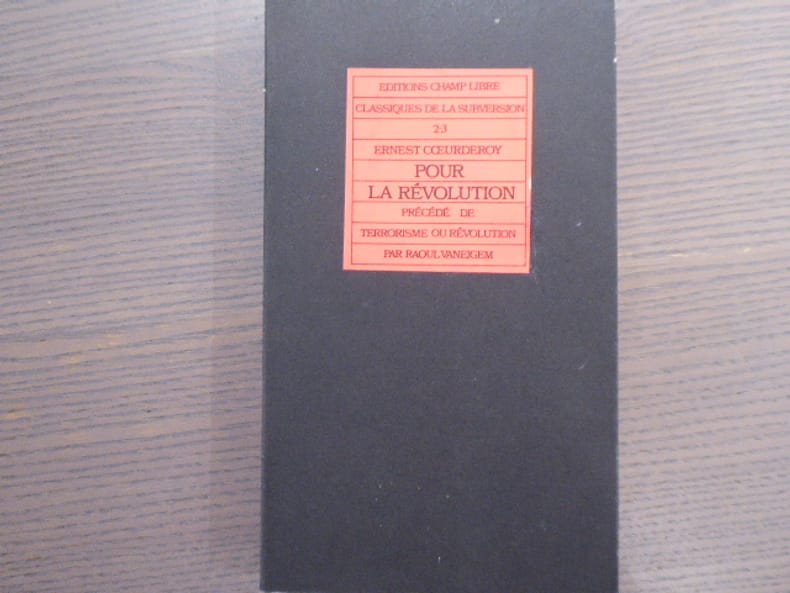 EDITIONS CHAMP LIBRE
CLASSIQUES DE LA SUBVERSION
2-3
ERNEST CŒURDEROY
POUR
LA RÉVOLUTION
PRÉCÉDÉ DE
TERRORISME OU RÉVOLUTION
PAR RAOUL VANEIGEM